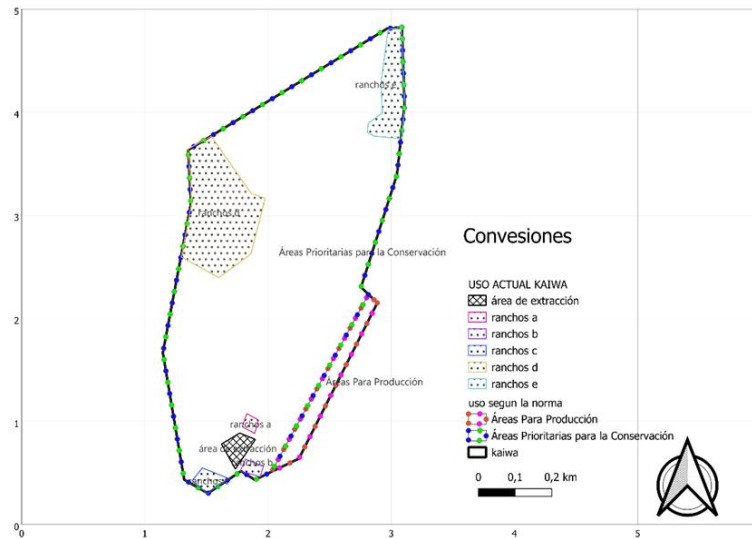 5
ranchos e
4
ranchos d
3
Áreas Prioritarias para la Conservación
2
Áreas Para Producción
1
ranchos a
área de extracción
ranchos b
ranchos
0
0
1
2
3
4
5
Convesiones
USO ACTUAL KAIWA
área de extracción
ranchos a
ranchos b
ranchos c
ranchos d
ranchos e
uso segun la norma
Áreas Para Producción
Áreas Prioritarias para la Conservación
kaiwa
0 0,1 0,2 km